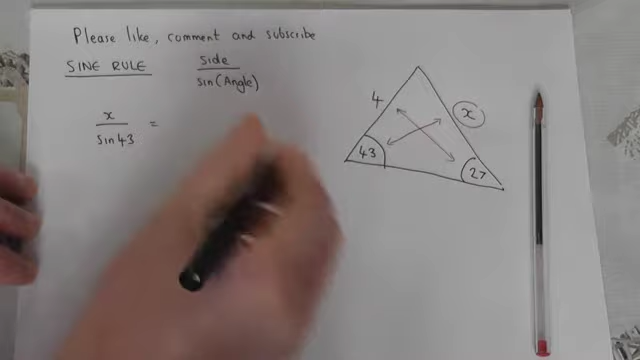 Please like, comment and subscribe
SINE RULE
Side
sin(Angle)
x
sin 43
=
4
x
43
27